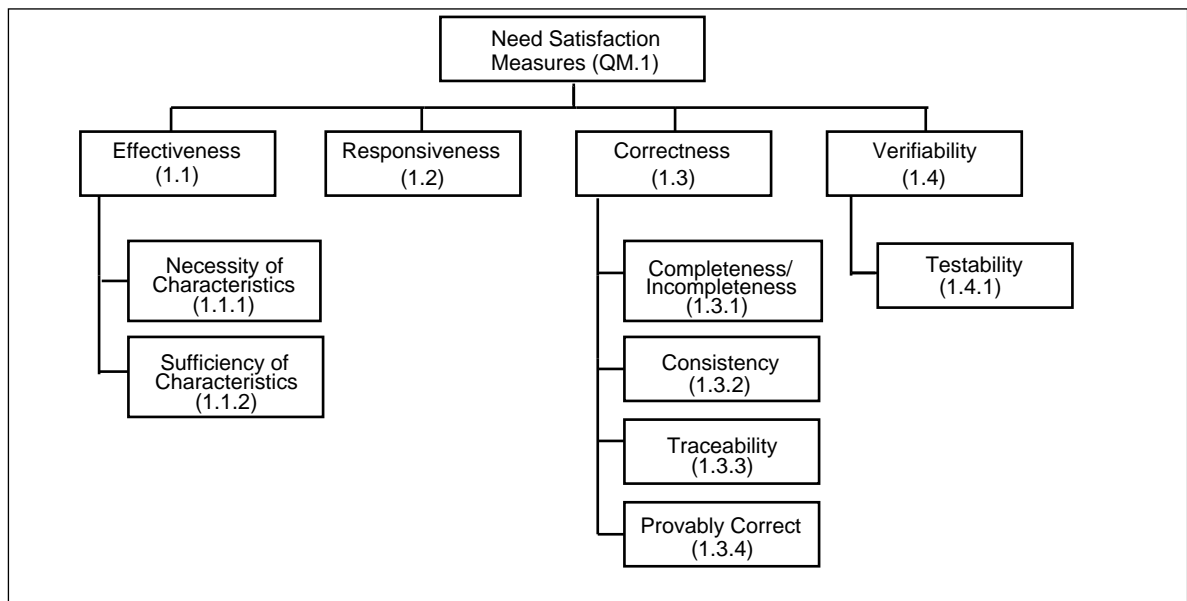 Need Satisfaction
Measures (QM.1)
Effectiveness
(1.1)
Responsiveness
(1.2)
Correctness
(1.3)
Verifiability
(1.4)
Necessity of
Characteristics
(1.1.1)
Sufficiency of
Characteristics
(1.1.2)
Completeness/
Incompleteness
(1.3.1)
Consistency
(1.3.2)
Traceability
(1.3.3)
Provably Correct
(1.3.4)
Testability
(1.4.1)